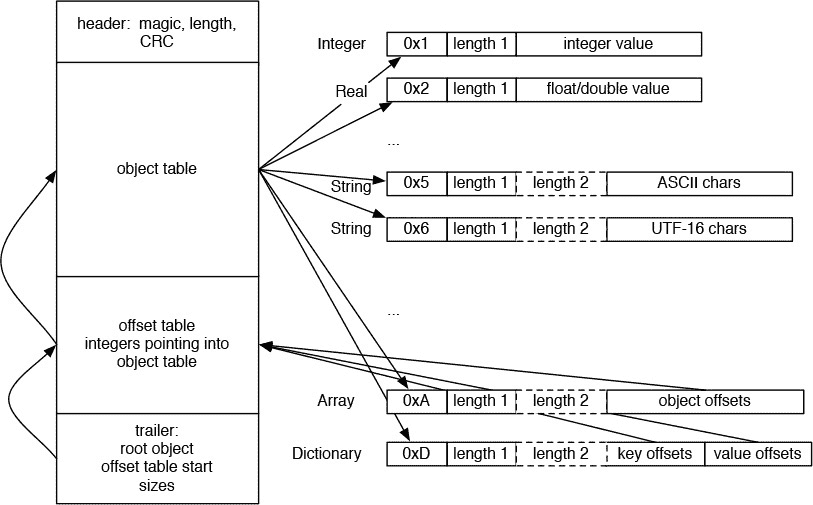 header: magic, length,
CRC
object table
offset table
integers pointing into
object table
trailer:
root object
offset table start
sizes
Integer 0x1 length 1 integer value
Real 0x2 length 1 float/double value
...
String 0x5 length 1 length 2 ASCII chars
String 0x6 length 1 length 2 UTF-16 chars
...
Array 0xA length 1 length 2 object offsets
Dictionary 0xD length 1 length 2 key offsets value offsets